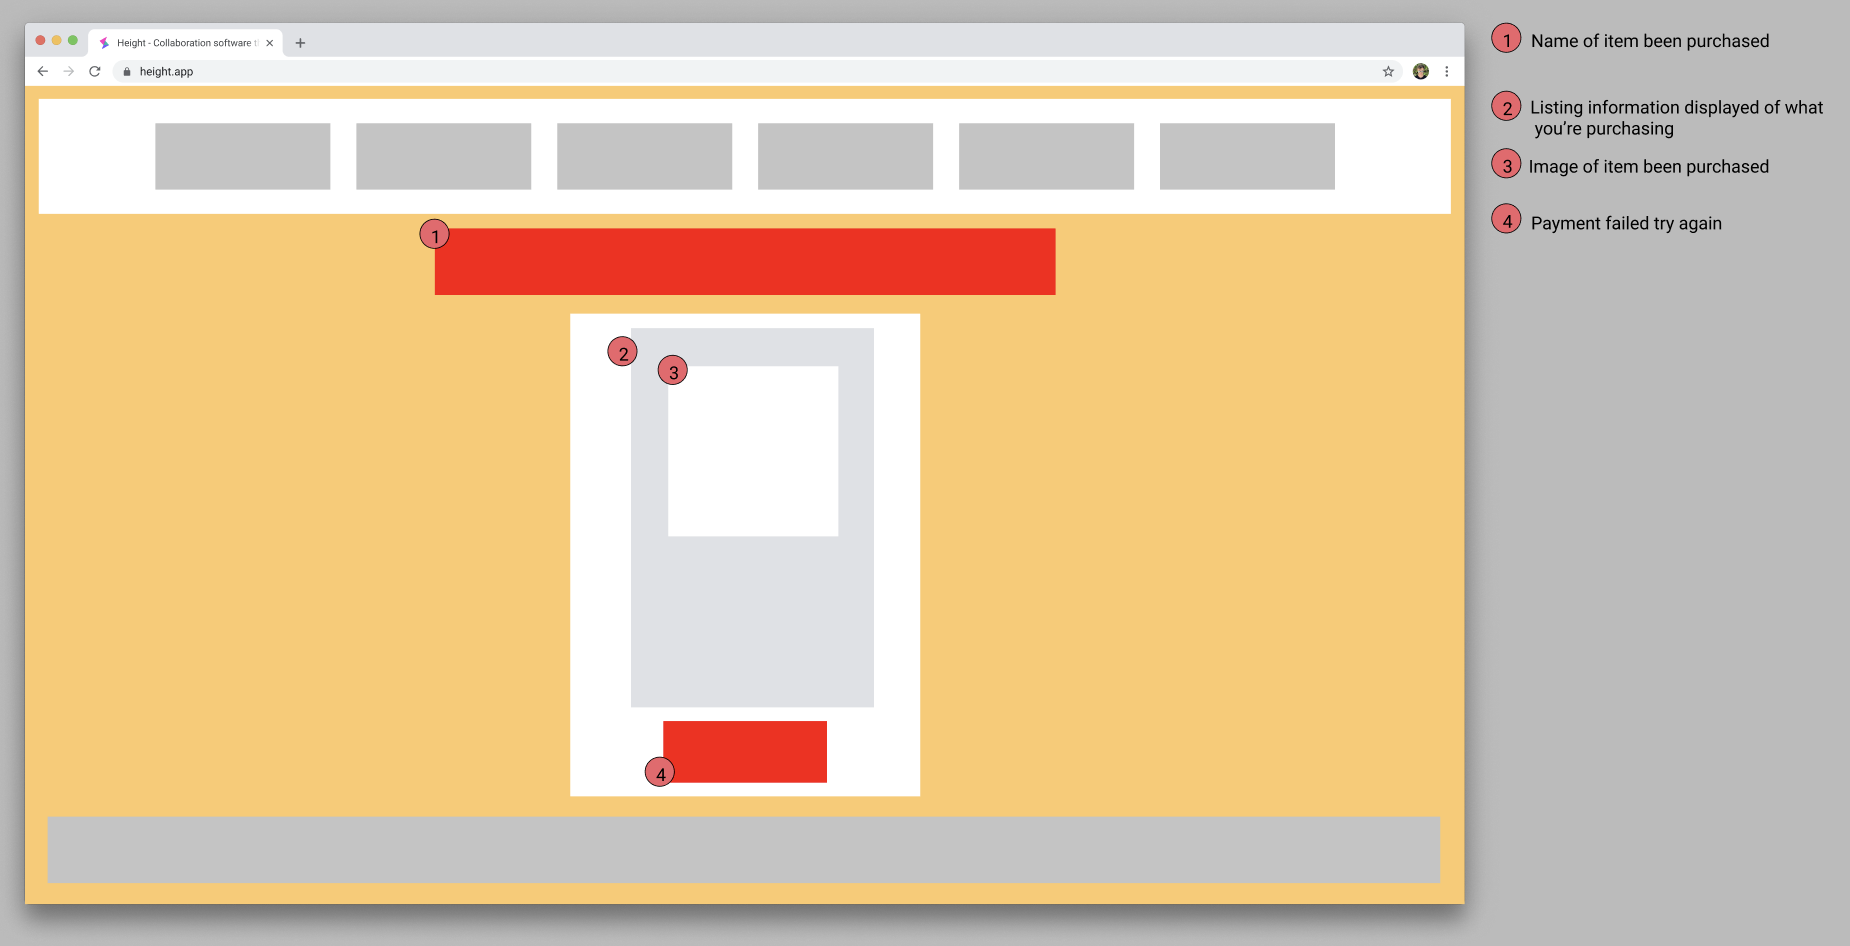 Height - Collaboration software
height.app
1 Name of item been purchased
2 Listing information displayed of what
you're purchasing
3 Image of item been purchased
4 Payment failed try again
1
2
3
4